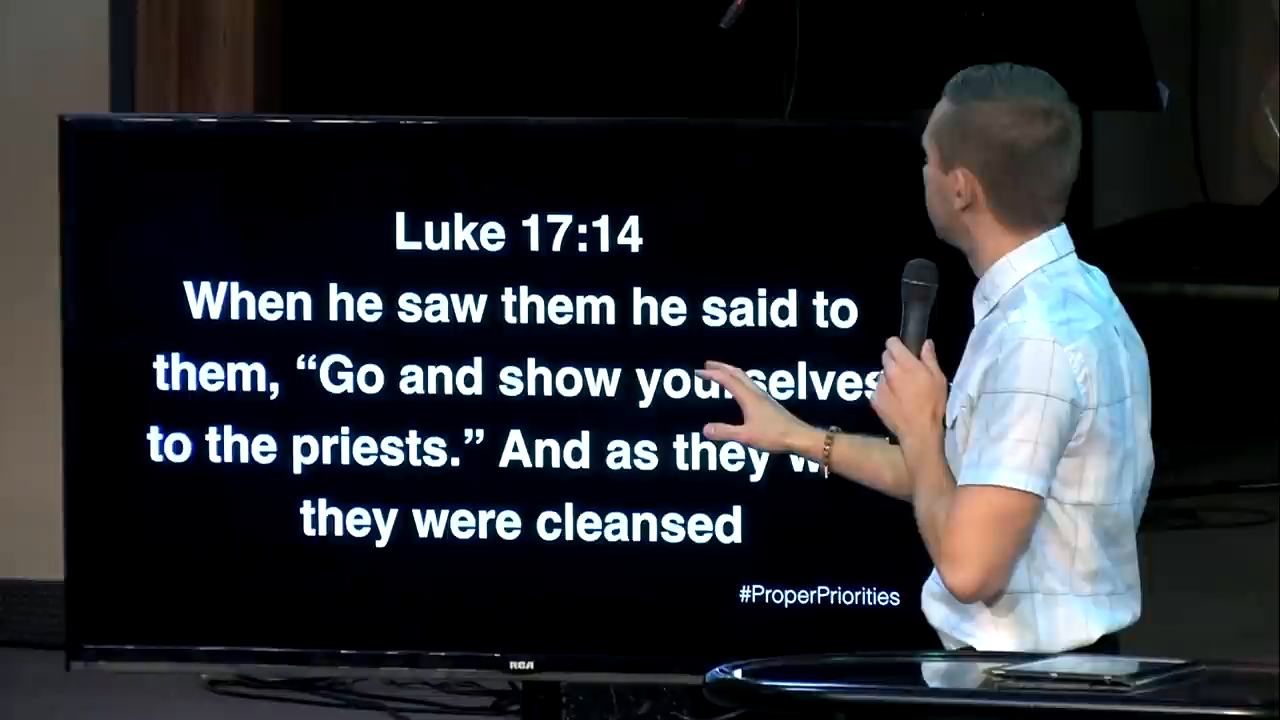 Luke 17:14
When he saw them he said to
them, “Go and show yourselves
to the priests.” And as they
they were cleansed
#ProperPriorities
RCA